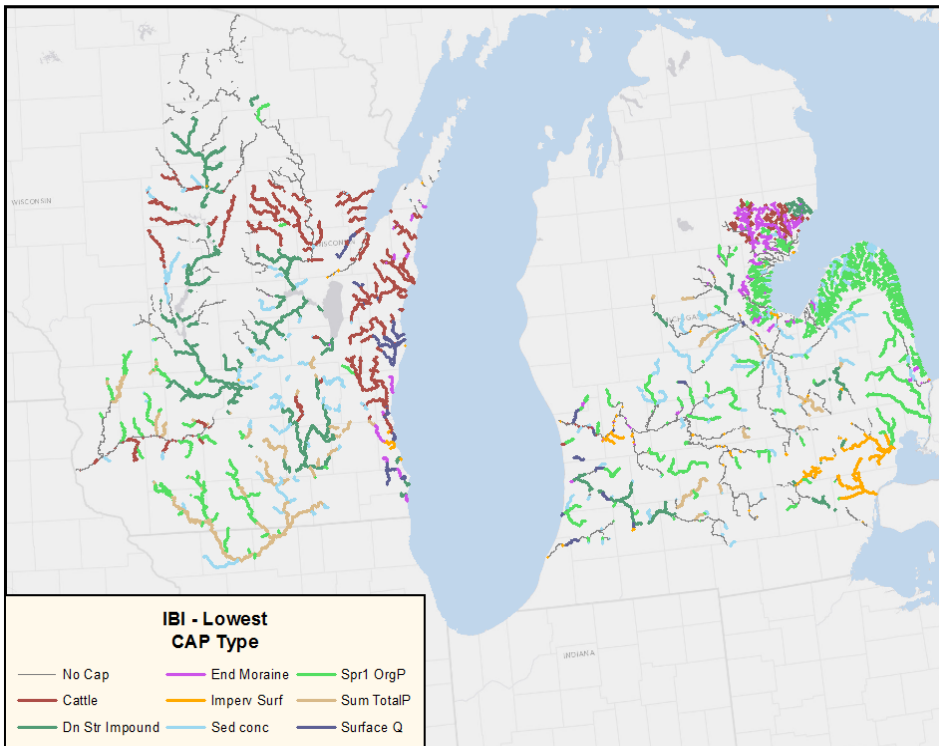 WISCONSIN
WISCONSIN
INDIANA
IBI - Lowest
CAP Type
No Cap
End Moraine
Spr1 OrgP
Cattle
Imperv Surf
Sum TotalP
Dn Str Impound
Sed conc
Surface Q